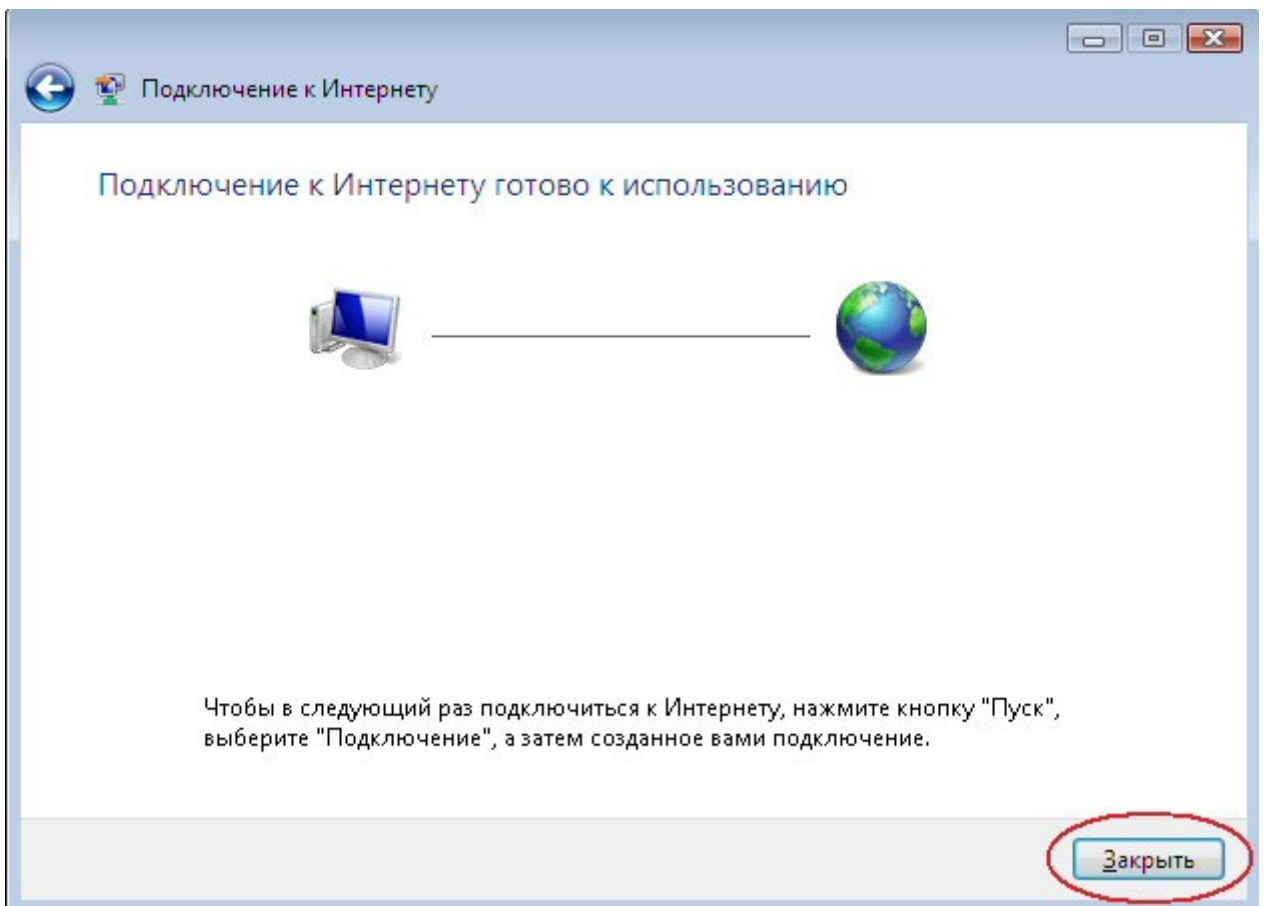 Подключение к Интернету
Подключение к Интернету готово к использованию
Чтобы в следующий раз подключиться к Интернету, нажмите кнопку "Пуск",
выберите "Подключение", а затем созданное вами подключение.
Закрыть